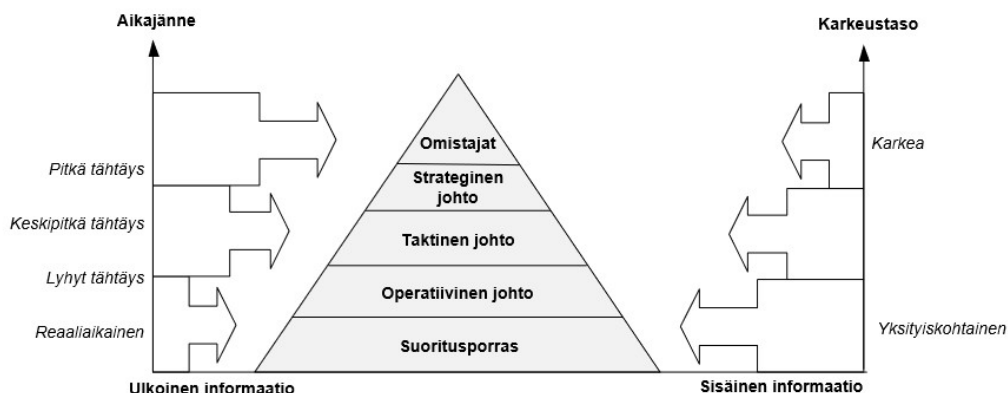 Aikajänne
Karkeustaso
Omistajat
Karkea
Pitkä tähtäys
Strateginen
johto
Keskipitkä tähtäys
Taktinen johto
Lyhyt tähtäys
Operatiivinen johto
Reaaliaikainen
Yksityiskohtainen
Suoritusporras
Ulkoinen informaatio
Sisäinen informaatio